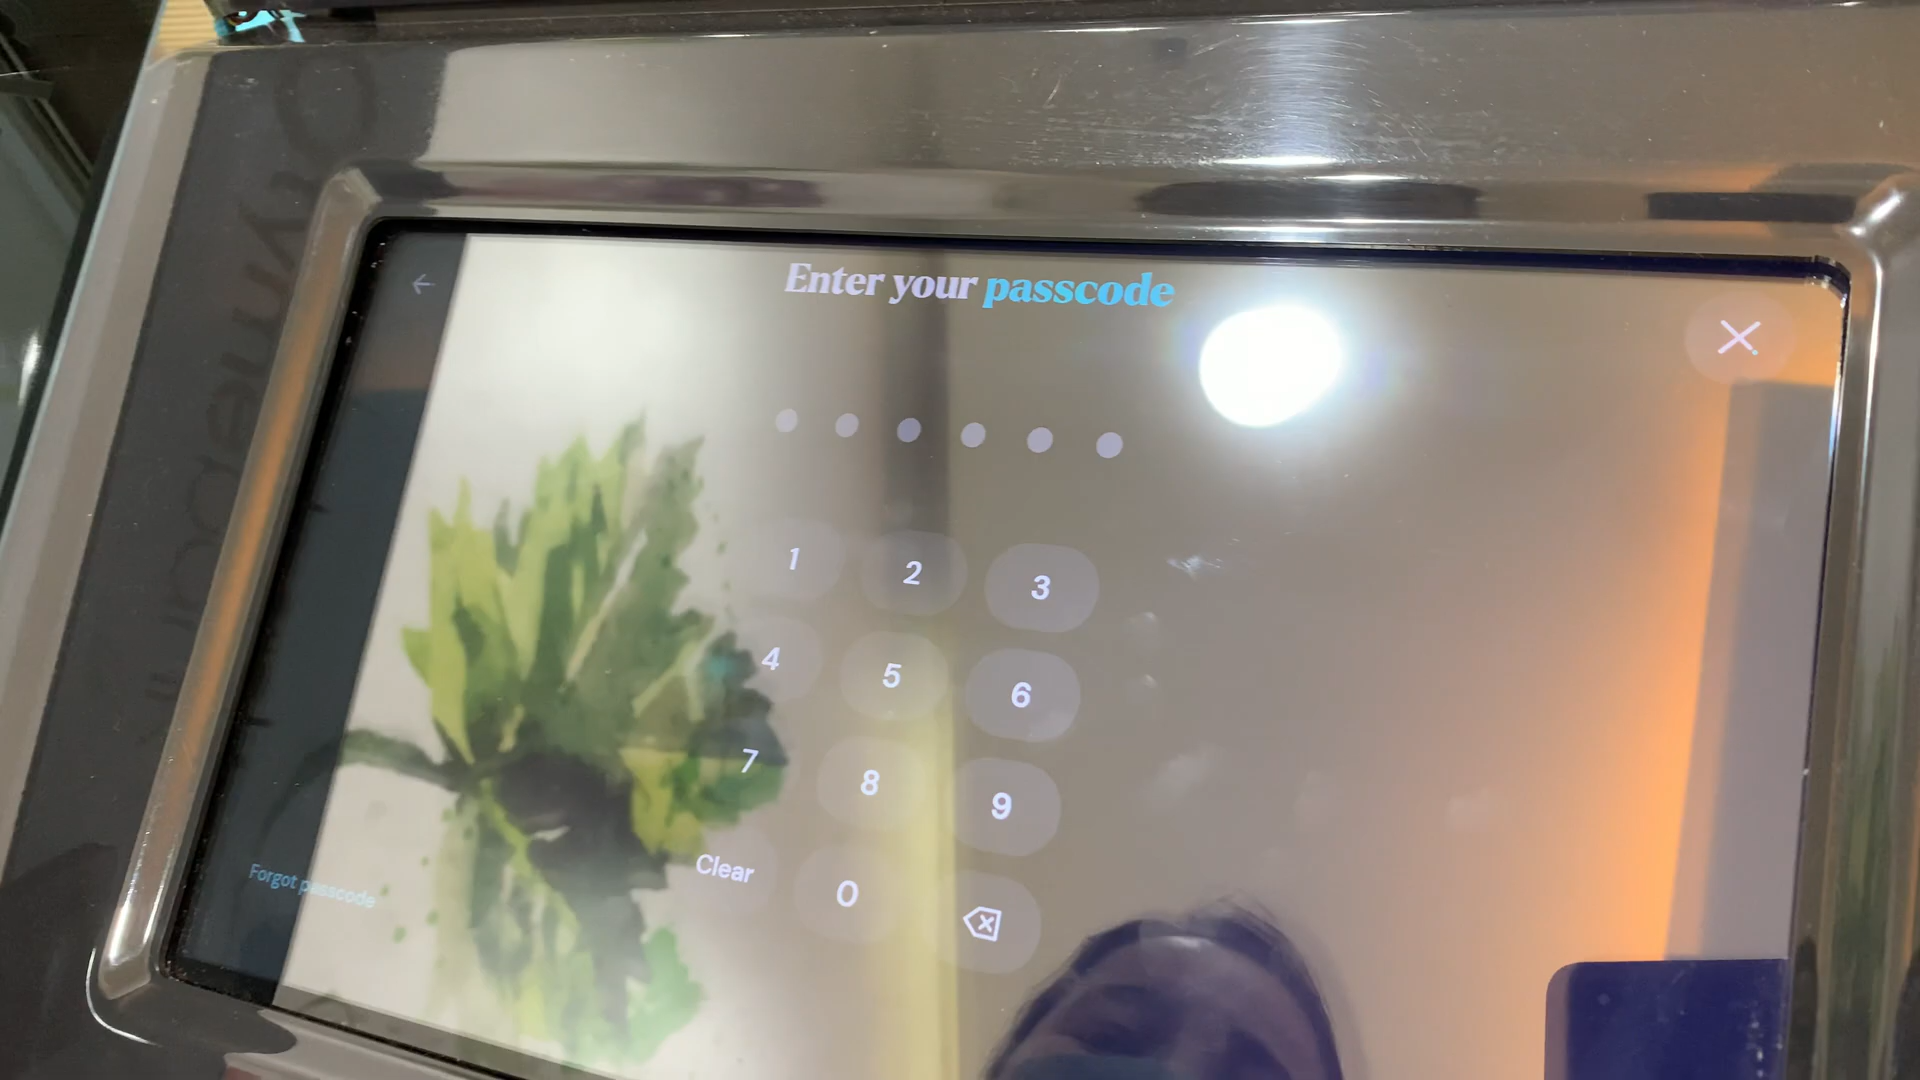 Enter your passcode
1 2 3
4 5 6
7 8 9
Clear 0
Forgot passcode